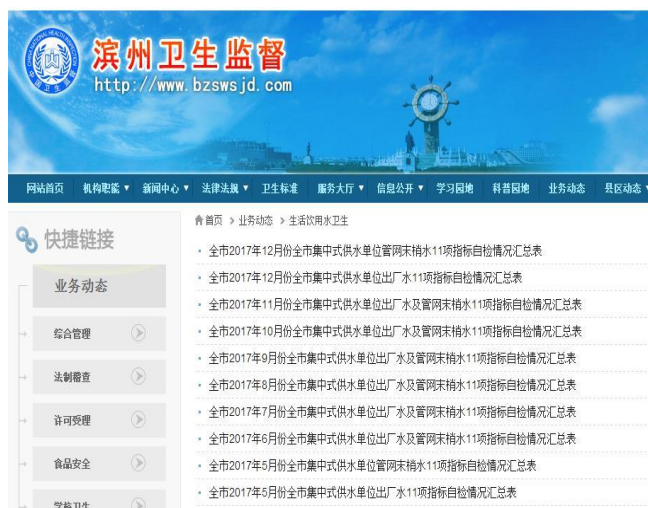 滨州卫生监督
http://www.bzswsjd.com
网站首页 机构职能 新闻中心 法律法规 卫生标准 服务大厅 信息公开 学习园地 科普园地 业务动态 县区动态
首页 > 业务动态 > 生活饮用水卫生
快捷链接
业务动态
综合管理
法制稽查
许可受理
食品安全
学校卫生
全市2017年12月份全市集中式供水单位管网末梢水11项指标自检情况汇总表
全市2017年12月份全市集中式供水单位出厂水11项指标自检情况汇总表
全市2017年11月份全市集中式供水单位出厂水及管网末梢水11项指标自检情况汇总表
全市2017年10月份全市集中式供水单位出厂水及管网末梢水11项指标自检情况汇总表
全市2017年9月份全市集中式供水单位出厂水及管网末梢水11项指标自检情况汇总表
全市2017年8月份全市集中式供水单位出厂水及管网末梢水11项指标自检情况汇总表
全市2017年7月份全市集中式供水单位出厂水及管网末梢水11项指标自检情况汇总表
全市2017年6月份全市集中式供水单位出厂水及管网末梢水11项指标自检情况汇总表
全市2017年5月份全市集中式供水单位管网末梢水11项指标自检情况汇总表
全市2017年5月份全市集中式供水单位出厂水11项指标自检情况汇总表